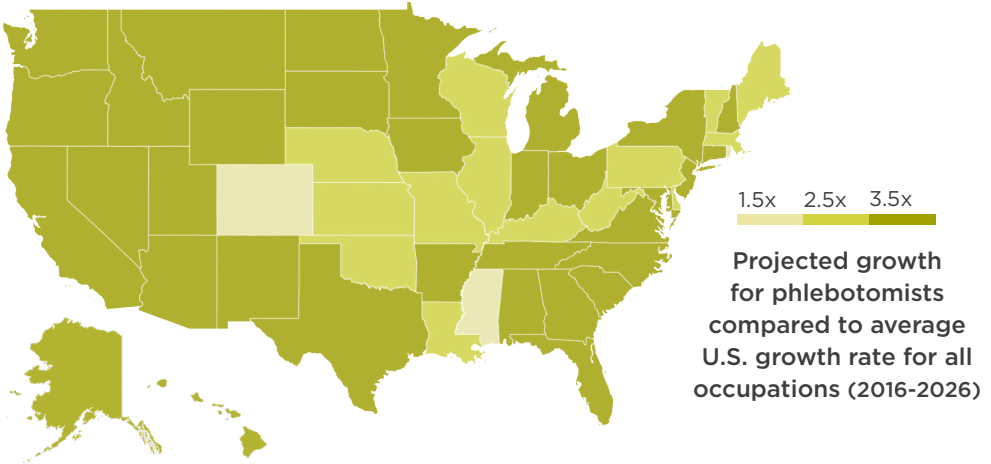 1.5x 2.5x 3.5x
Projected growth
for phlebotomists
compared to average
U.S. growth rate for all
occupations (2016-2026)